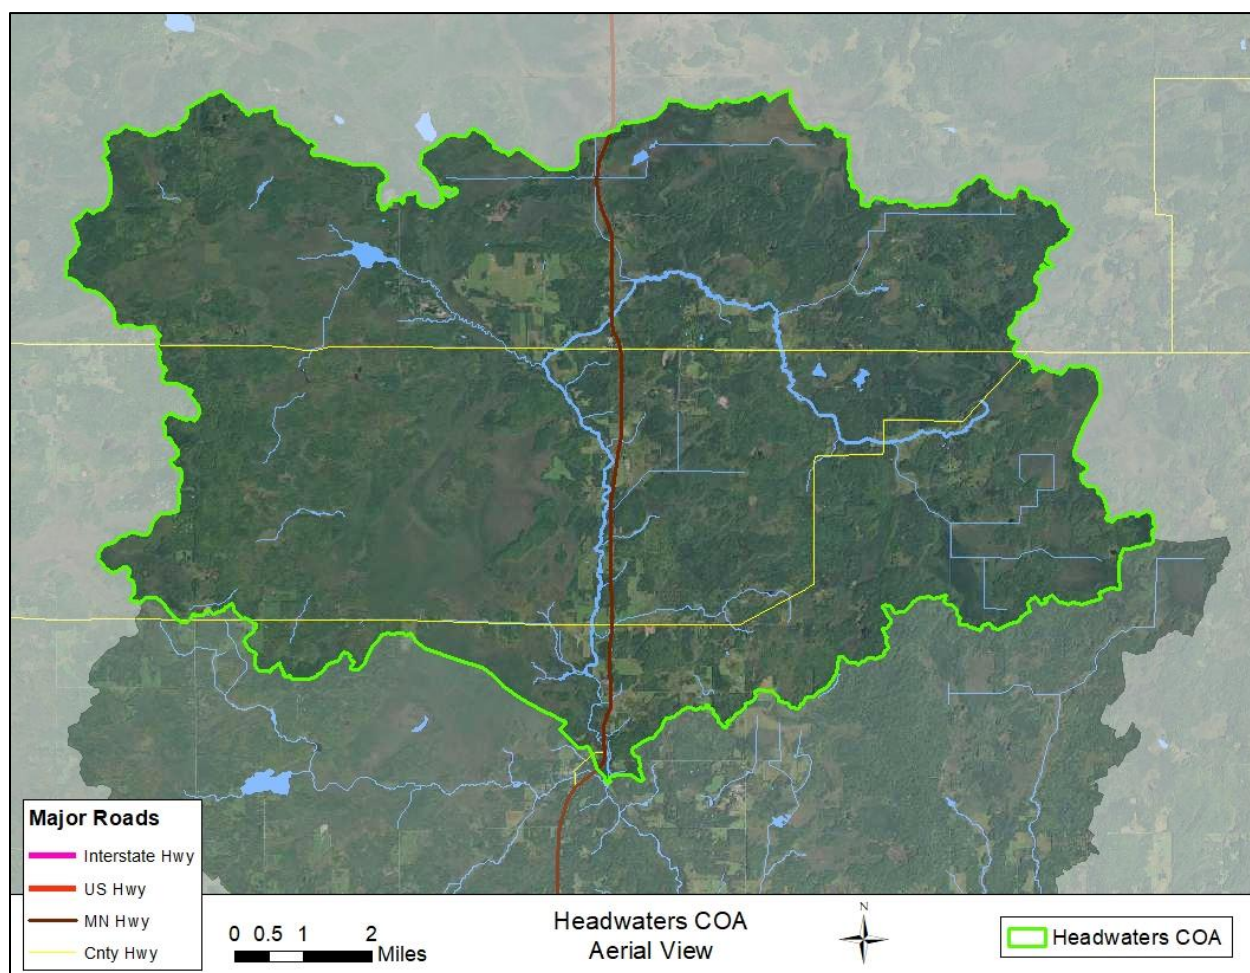 Major Roads
Interstate Hwy
US Hwy
MN Hwy
Cnty Hwy
0 0.5 1 2
Miles
Headwaters COA
Aerial View
N
Headwaters COA